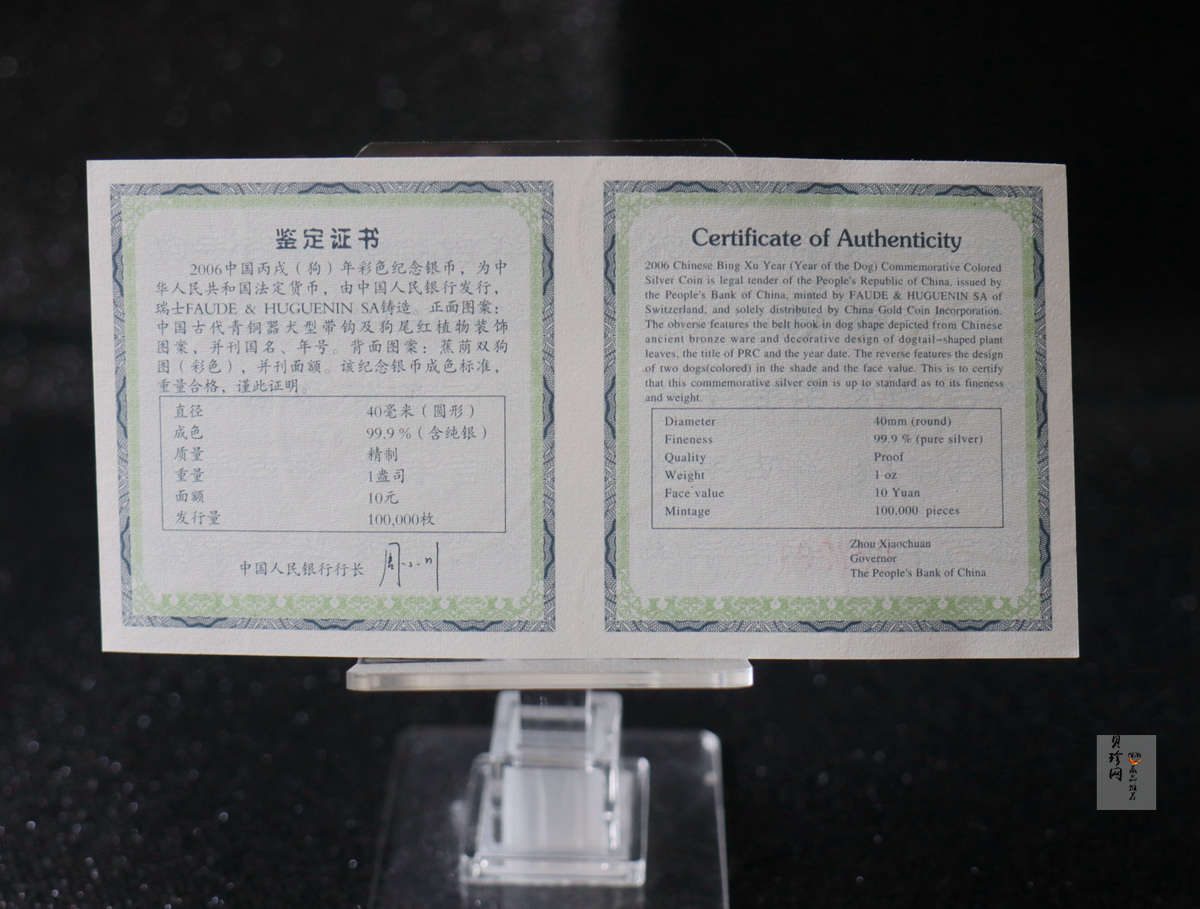 鉴定证书
2006中国丙戌（狗）年彩色纪念银币，为中
华人民共和国法定货币，由中国人民银行发行，
瑞士FAUDE & HUGUENIN SA铸造。正面图案：
中国古代青铜器犬型带钩及狗尾红植物装饰
图案，并刊国名、年号。背面图案：蕉荫双狗
图（彩色），并刊面额。该纪念银币成色标准，
重量合格，谨此证明。
直径 40毫米（圆形）
成色 99.9%（含纯银）
质量 精制
重量 1盎司
面额 10元
发行量 100,000枚
中国人民银行行长 周小川
Certificate of Authenticity
2006 Chinese Bing Xu Year (Year of the Dog) Commemorative Colored
Silver Coin is legal tender of the People's Republic of China, issued by
the People's Bank of China, minted by FAUDE & HUGUENIN SA of
Switzerland, and solely distributed by China Gold Coin Incorporation.
The obverse features the belt hook in dog shape depicted from Chinese
ancient bronze ware and decorative design of dogtail-shaped plant
leaves, the title of PRC and the year date. The reverse features the design
of two dogs(colored) in the shade and the face value. This is to certify
that this commemorative silver coin is up to standard as to its fineness
and weight.
Diameter 40mm (round)
Fineness 99.9 % (pure silver)
Quality Proof
Weight 1 oz
Face value 10 Yuan
Mintage 100,000 pieces
Zhou Xiaochuan
Governor
The People's Bank of China
贝珍网